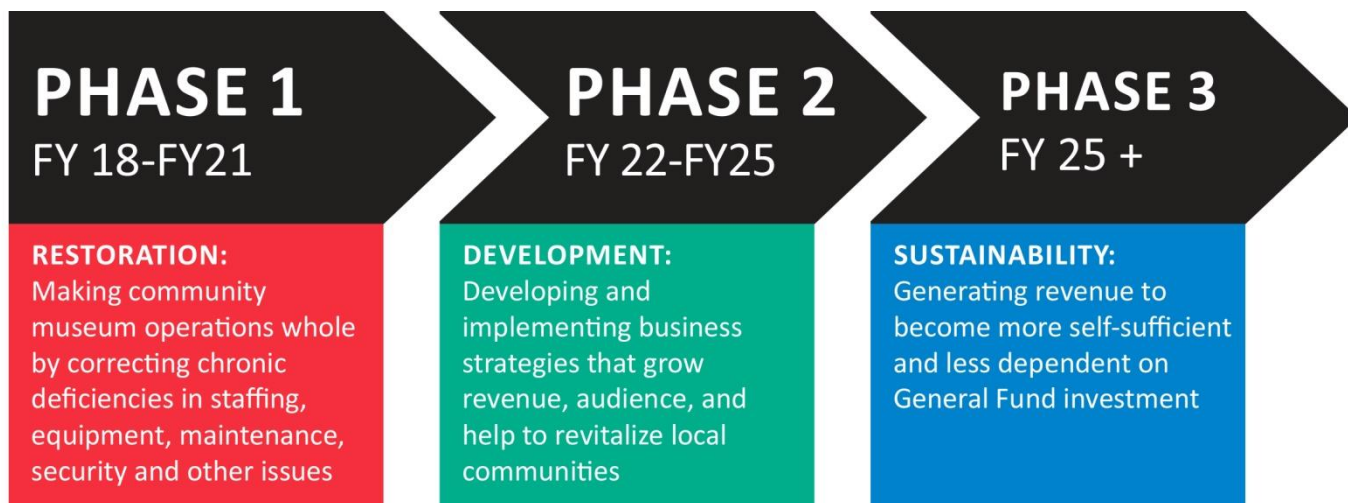 PHASE 1
FY 18-FY21
RESTORATION:
Making community
museum operations whole
by correcting chronic
deficiencies in staffing,
equipment, maintenance,
security and other issues
PHASE 2
FY 22-FY25
DEVELOPMENT:
Developing and
implementing business
strategies that grow
revenue, audience, and
help to revitalize local
communities
PHASE 3
FY 25 +
SUSTAINABILITY:
Generating revenue to
become more self-sufficient
and less dependent on
General Fund investment